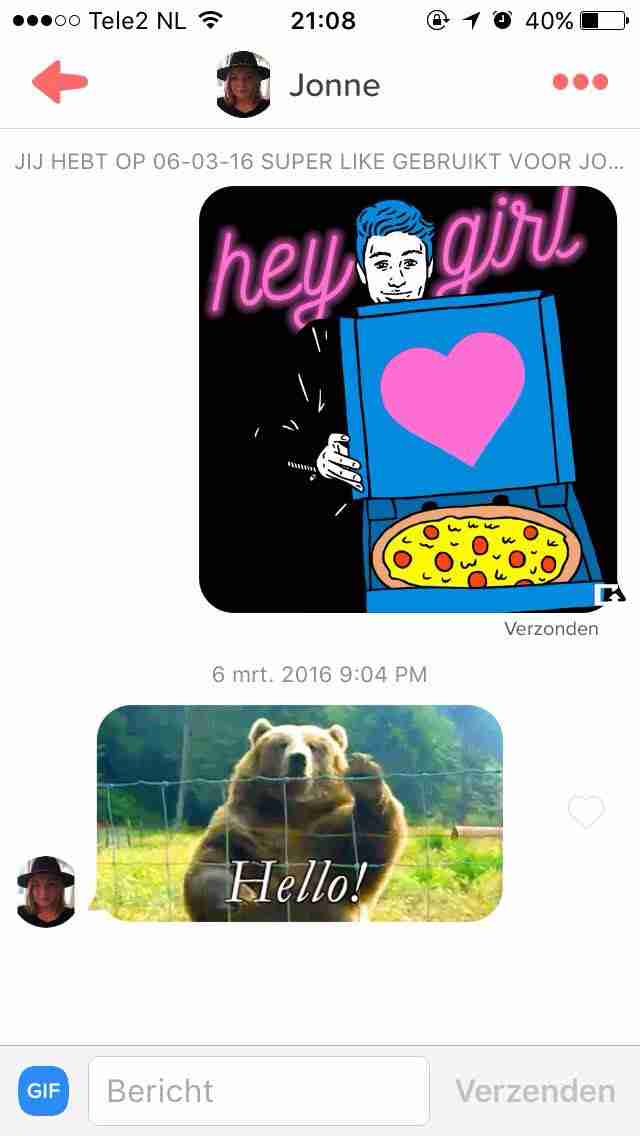 Tele2 NL 21:08 40%
Jonne
JIJ HEBT OP 06-03-16 SUPER LIKE GEBRUIKT VOOR JO...
hey girl
Verzonden
6 mrt. 2016 9:04 PM
Hello!
GIF Bericht Verzenden